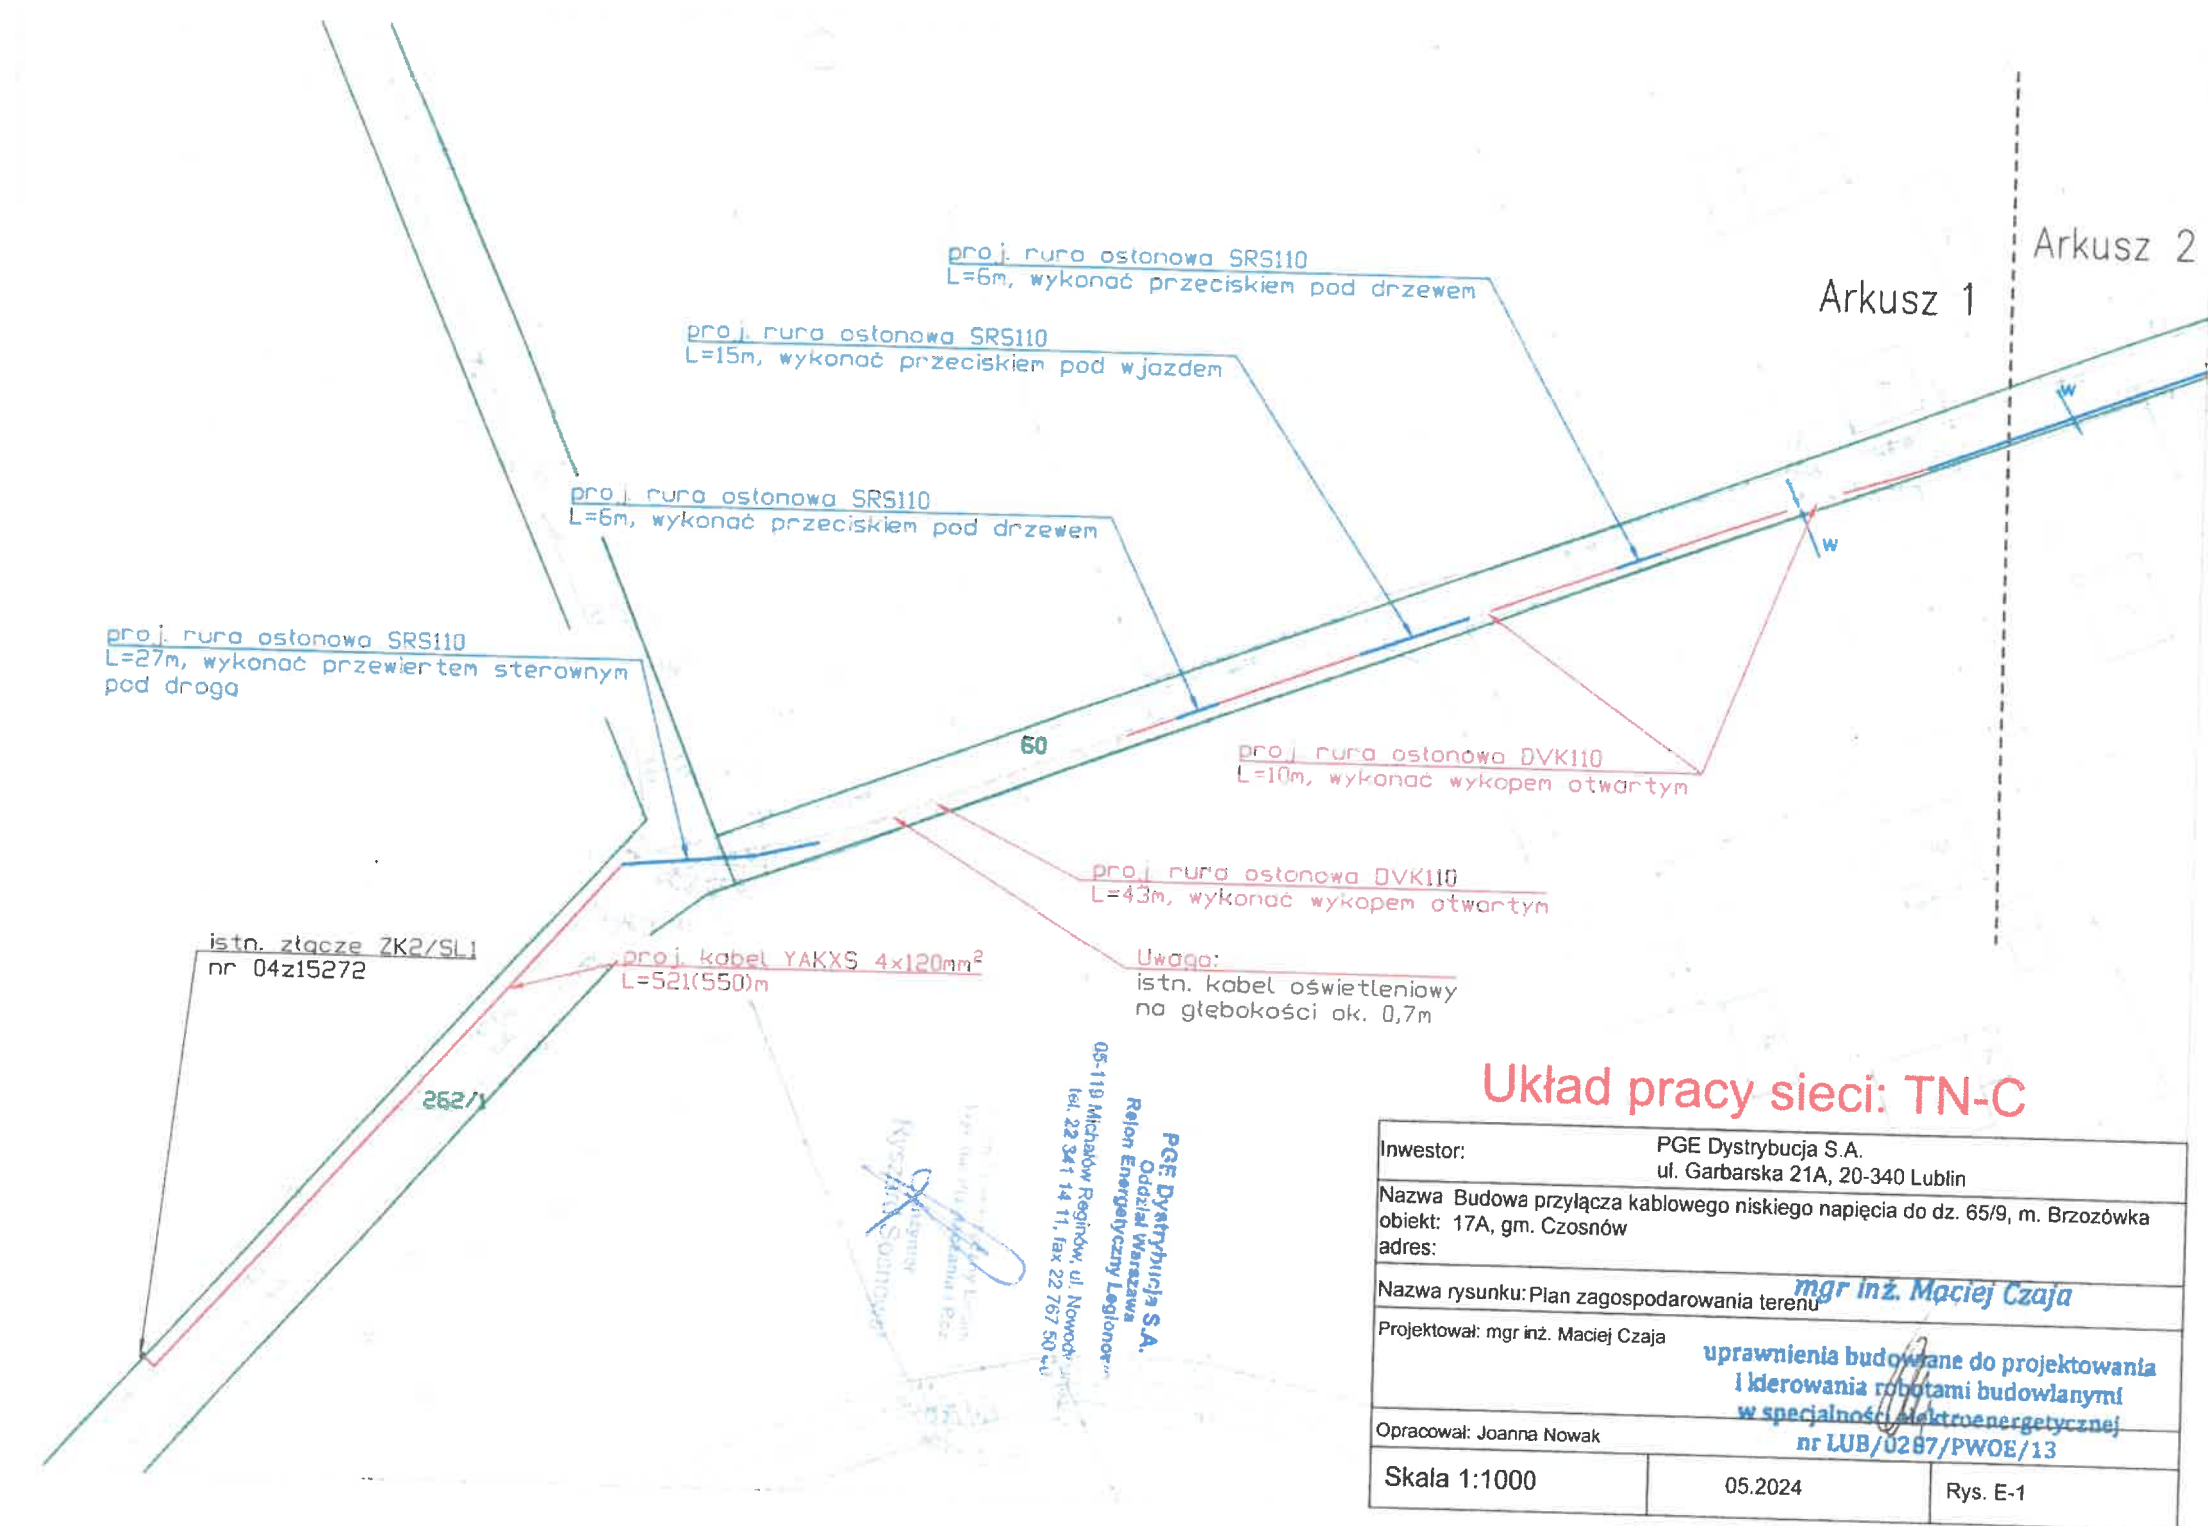 proj. rura osłonowa SRS110
L=6m, wykonać przeciskiem pod drzewem
Arkusz 2
Arkusz 1
proj. rura osłonowa SRS110
L=15m, wykonać przeciskiem pod wjazdem
w
proj. rura osłonowa SRS110
L=6m, wykonać przeciskiem pod drzewem
w
proj. rura osłonowa SRS110
L=27m, wykonać przewiertem sterownym
pod drogą
60
proj. rura osłonowa DVK110
L=10m, wykonać wykopem otwartym
proj. rura osłonowa DVK110
L=43m, wykonać wykopem otwartym
istn. złącze ZK2/SL1
nr 04z15272
proj. kabel YAKXS 4x120mm²
L=521(550)m
Uwaga:
istn. kabel oświetleniowy
na głębokości ok. 0,7m
262/1
PGE Dystrybucja S.A.
Oddział Warszawa
Rejon Energetyczny
05-119 Michałów Reginów, ul.
tel. 22 341 14 11, fax 22 767 50
Układ pracy sieci: TN-C
Inwestor: PGE Dystrybucja S.A.
ul. Garbarska 21A, 20-340 Lublin
Nazwa Budowa przyłącza kablowego niskiego napięcia do dz. 65/9, m. Brzozówka
obiekt: 17A, gm. Czosnów
adres:
Nazwa rysunku: Plan zagospodarowania terenu
mgr inż. Maciej Czaja
Projektował: mgr inż. Maciej Czaja
uprawnienia budowlane do projektowania
i kierowania robotami budowlanymi
w specjalności elektroenergetycznej
nr LUB/0287/PWOE/13
Opracował: Joanna Nowak
Skala 1:1000 05.2024 Rys. E-1